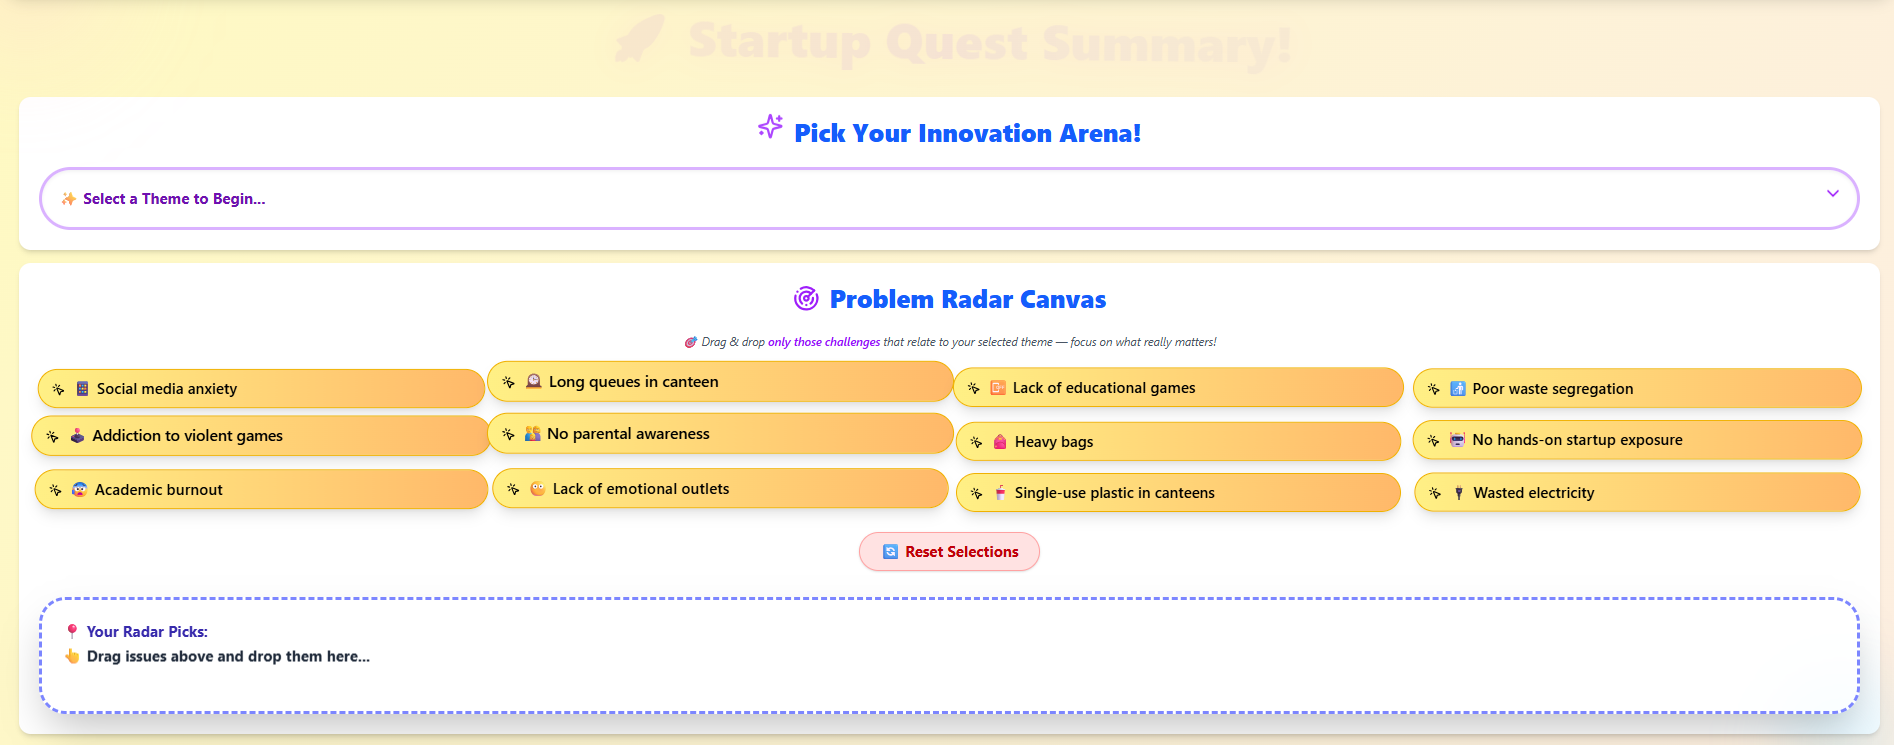 Startup Quest Summary!
Pick Your Innovation Arena!
Select a Theme to Begin...
Problem Radar Canvas
Drag & drop only those challenges that relate to your selected theme — focus on what really matters!
Social media anxiety
Long queues in canteen
Lack of educational games
Poor waste segregation
Addiction to violent games
No parental awareness
Heavy bags
No hands-on startup exposure
Academic burnout
Lack of emotional outlets
Single-use plastic in canteens
Wasted electricity
Reset Selections
Your Radar Picks:
Drag issues above and drop them here...